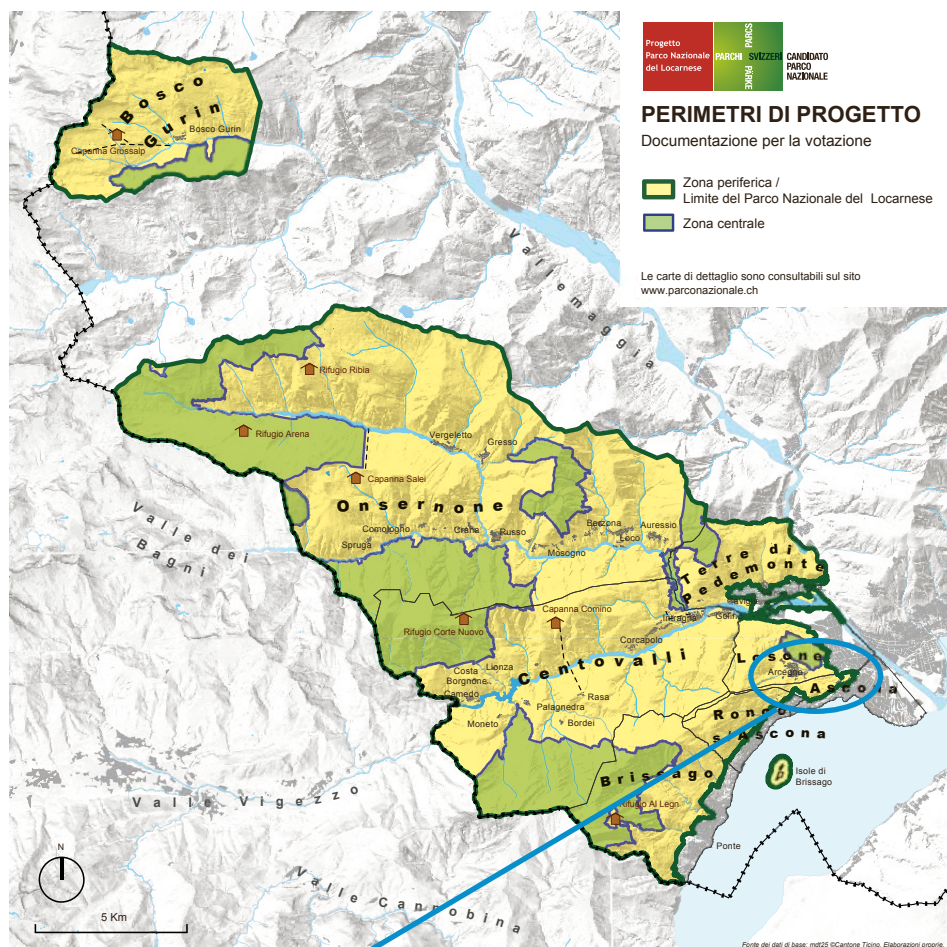 Progetto
Parco Nazionale
del Locarnese
PARCHI
SVIZZERI
PARCS
PÄRKE
CANDIDATO
PARCO
NAZIONALE
PERIMETRI DI PROGETTO
Documentazione per la votazione
Zona periferica /
Limite del Parco Nazionale del Locarnese
Zona centrale
Le carte di dettaglio sono consultabili sul sito
www.parconazionale.ch
Bosco
Gurin
Bosco Gurin
Capanna Grossalp
Vallemaggia
Rifugio Ribia
Rifugio Arena
Vergeletto
Gresso
Capanna Salei
Onsernone
Comologno
Crana
Russo
Spruga
Mosogno
Berzona
Loco
Auressio
Valle dei
Bagni
Terre di
Pedemonte
Golino
Intragna
Capanna Comino
Rifugio Corte Nuovo
Corcapolo
Centovalli
Losone
Arcegno
Ascona
Costa
Borgnone
Lionza
Camedo
Rasa
Palagnedra
Bordei
Moneto
Ronco
s/Ascona
Brissago
Isole di
Brissago
Rifugio Al Legn
Ponte
Valle Vigezzo
Valle Cannobina
N
5 Km
Fonte dei dati di base: mdt25 ©Cantone Ticino. Elaborazioni proprie.